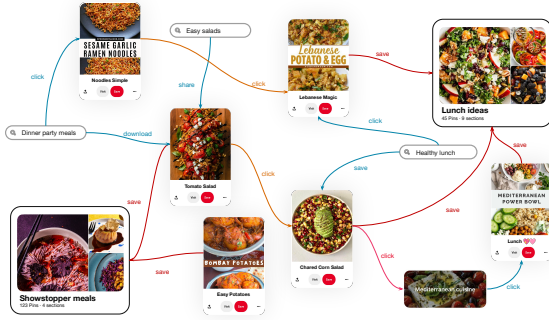 SESAME GARLIC
RAMEN NOODLES
Noodles Simple
Visit
Save
click
Easy salads
share
click
Lebanese
POTATO & EGG
Lebanese Magic
Visit
Save
save
Lunch ideas
45 Pins · 9 sections
Dinner party meals
download
Tomato Salad
Visit
Save
click
click
Healthy lunch
save
save
save
MEDITERRANEAN
POWER BOWL
Lunch 💗💗
Visit
Save
save
Showstopper meals
123 Pins · 4 sections
save
BOMBAY POTATOES
Easy Potatoes
Visit
Save
Chared Corn Salad
Visit
Save
click
Mediterranean cuisine
click